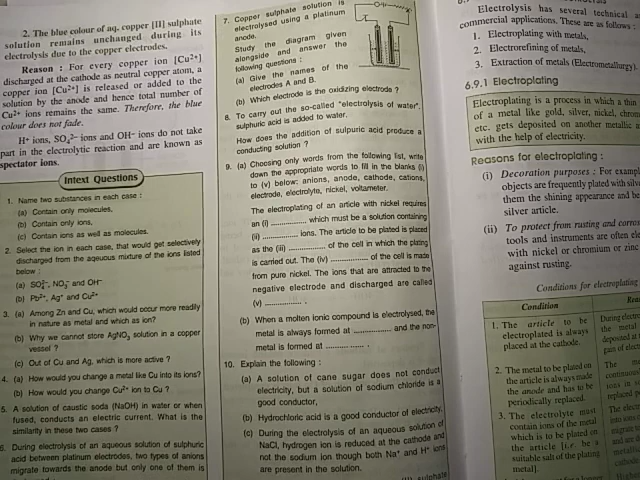 2. The blue colour of aq. copper [II] sulphate
solution remains unchanged during its
electrolysis due to the copper electrodes.
Reason : For every copper ion [Cu²⁺]
discharged at the cathode as neutral copper atom, a
copper ion [Cu²⁺] is released or added to the
solution by the anode and hence total number of
Cu²⁺ ions remains the same. Therefore, the blue
colour does not fade.
H⁺ ions, SO₄²⁻ ions and OH⁻ ions do not take
part in the electrolytic reaction and are known as
spectator ions.
Intext Questions
1. Name two substances in each case :
(a) Contain only molecules,
(b) Contain only ions,
(c) Contain ions as well as molecules.
2. Select the ion in each case, that would get selectively
discharged from the aqeuous mixture of the ions listed
below :
(a) SO₄²⁻, NO₃⁻ and OH⁻
(b) Pb²⁺, Ag⁺ and Cu²⁺
3. (a) Among Zn and Cu, which would occur more readily
in nature as metal and which as ion?
(b) Why we cannot store AgNO₃ solution in a copper
vessel ?
(c) Out of Cu and Ag, which is more active ?
4. (a) How would you change a metal like Cu into its ions?
(b) How would you change Cu²⁺ ion to Cu ?
5. A solution of caustic soda (NaOH) in water or when
fused, conducts an electric current. What is the
similarity in these two cases ?
6. During electrolysis of an aqueous solution of sulphuric
acid between platinum electrodes, two types of anions
migrate towards the anode but only one of them is
7. Copper sulphate solution is
electrolysed using a platinum
anode.
Study the diagram given
alongside and answer the
following questions :
(a) Give the names of the
electrodes A and B.
(b) Which electrode is the oxidizing electrode ?
8. To carry out the so-called "electrolysis of water",
sulphuric acid is added to water.
How does the addition of sulpuric acid produce a
conducting solution ?
9. (a) Choosing only words from the following list, write
down the appropriate words to fill in the blanks (i)
to (v) below: anions, anode, cathode, cations,
electrode, electrolyte, nickel, voltameter.
The electroplating of an article with nickel requires
an (i) .............. which must be a solution containing
(ii) .............. ions. The article to be plated is placed
as the (iii) .............. of the cell in which the plating
is carried out. The (iv) .............. of the cell is made
from pure nickel. The ions that are attracted to the
negative electrode and discharged are called
(v) .............. .
(b) When a molten ionic compound is electrolysed, the
metal is always formed at .............. and the non-
metal is formed at .............. .
10. Explain the following :
(a) A solution of cane sugar does not conduct
electricity, but a solution of sodium chloride is a
good conductor,
(b) Hydrochloric acid is a good conductor of electricity,
(c) During the electrolysis of an aqueous solution of
NaCl, hydrogen ion is reduced at the cathode and
not the sodium ion though both Na⁺ and H⁺ ions
are present in the solution.
sulphate
Electrolysis has several technical
commercial applications. These are as follows :
1. Electroplating with metals,
2. Electrorefining of metals,
3. Extraction of metals (Electrometallurgy).
6.9.1 Electroplating
Electroplating is a process in which a thin
of a metal like gold, silver, nickel,
etc. gets deposited on another metallic
with the help of electricity.
Reasons for electroplating :
(i) Decoration purposes : For
objects are frequently plated with
them the shining appearance and
silver article.
(ii) To prevent from rusting and
tools and instruments are often
with nickel or chromium or zinc
against rusting.
Conditions for electroplating
Condition
1. The article to be
electroplated is always
placed at the cathode.
During
the metal
2. The metal to be plated on
the article is always made
the anode and has to be
periodically replaced.
The
3. The electrolyte must
contain ions of the metal
which is to be plated on
the article [i.e. be a
suitable salt of the plating
metal].
The